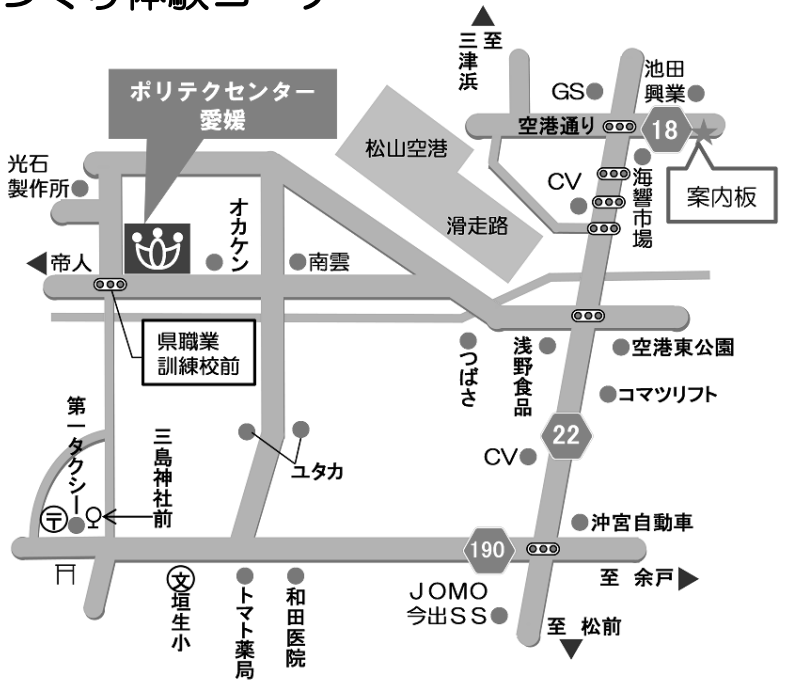 づくり体験コーナ
至
三津浜
ポリテクセンター
愛媛
GS
池田
興業
空港通り
18
松山空港
滑走路
CV
海響市場
案内板
光石
製作所
オカケン
帝人
南雲
県職業
訓練校前
つばさ
浅野食品
空港東公園
コマツリフト
22
CV
第一タクシー
三島神社前
ユタカ
〒
190
沖宮自動車
至 余戸
文
垣生小
トマト薬局
和田医院
JOMO
今出SS
至 松前